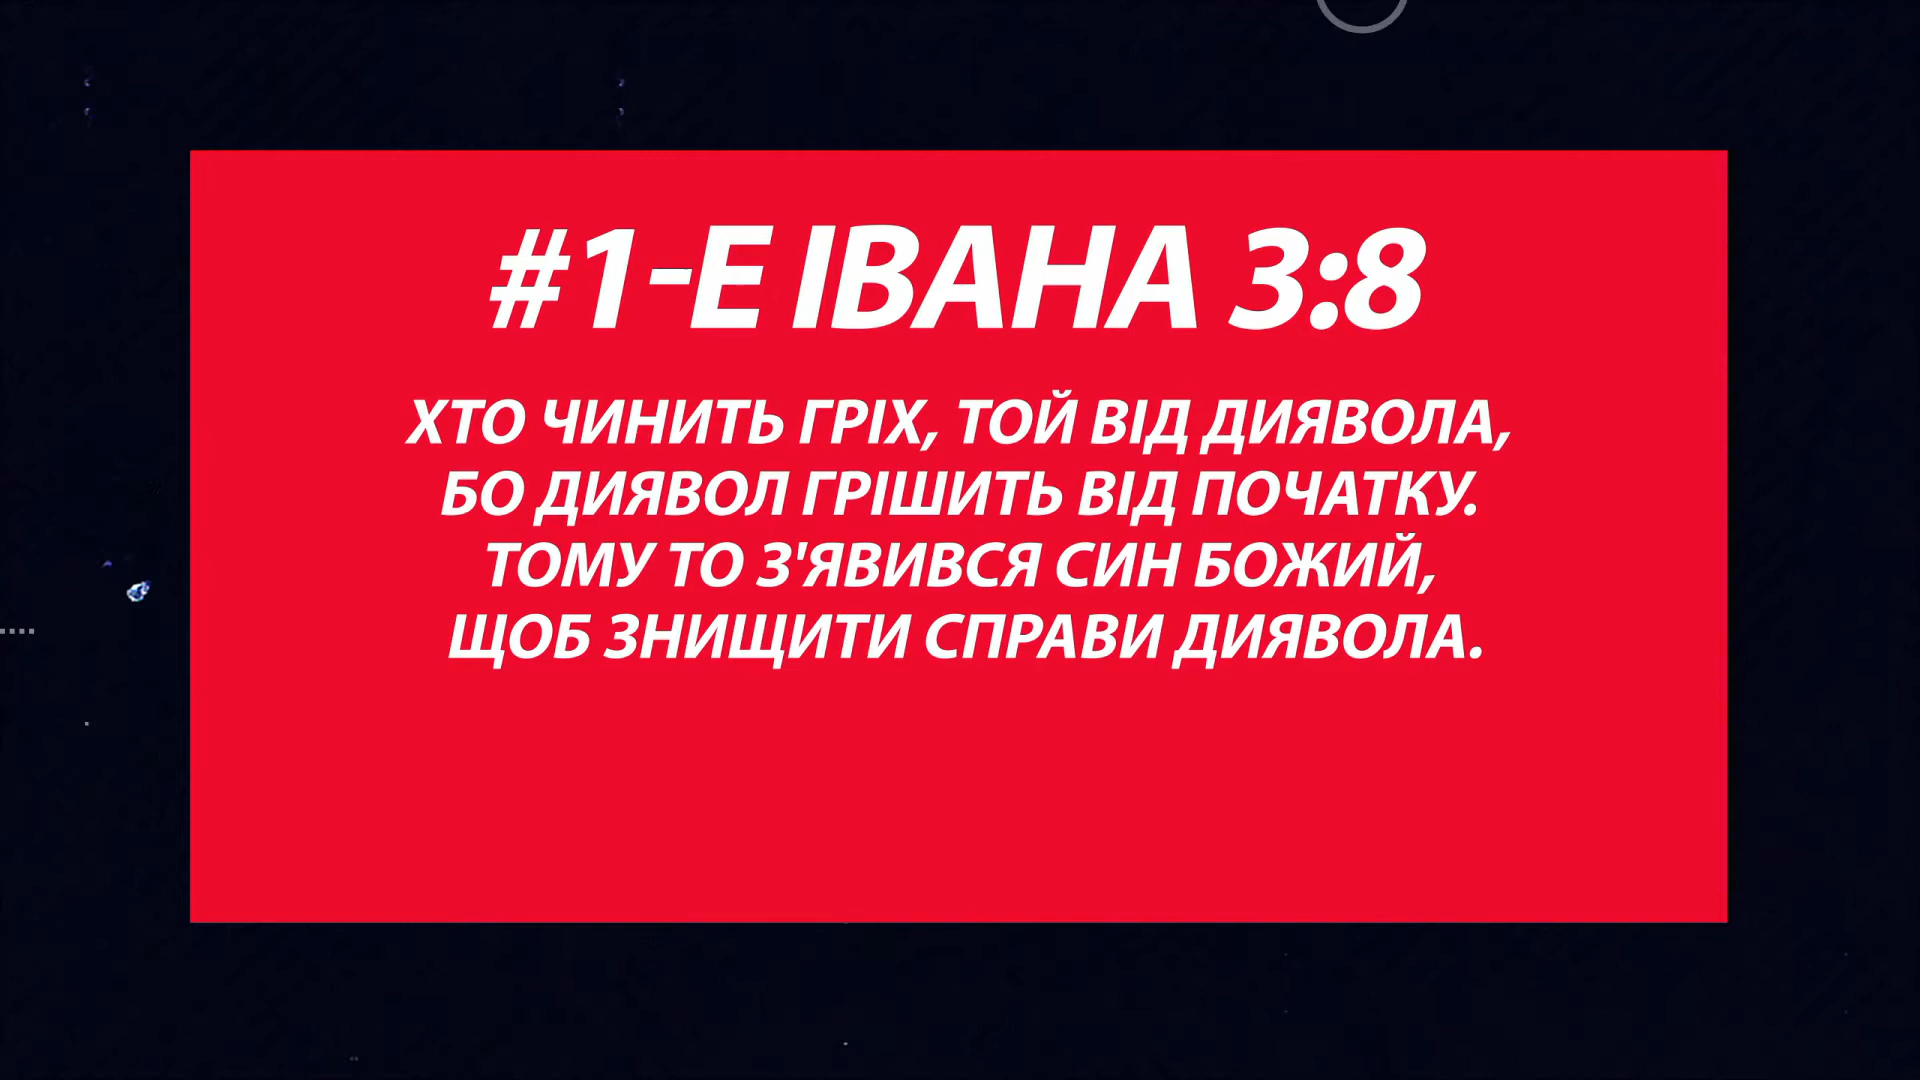 #1-Е ІВАНА 3:8
ХТО ЧИНИТЬ ГРІХ, ТОЙ ВІД ДИЯВОЛА,
БО ДИЯВОЛ ГРІШИТЬ ВІД ПОЧАТКУ.
ТОМУ ТО З'ЯВИВСЯ СИН БОЖИЙ,
ЩОБ ЗНИЩИТИ СПРАВИ ДИЯВОЛА.